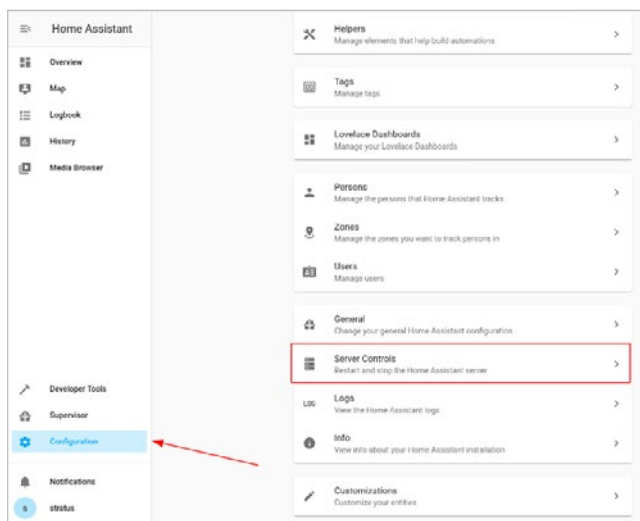 Home Assistant
Overview
Map
Logbook
History
Media Browser
Developer Tools
Supervisor
Configuration
Notifications
s
stratus
Helpers
Manage elements that help build automations
Tags
Manage tags
Lovelace Dashboards
Manage your Lovelace Dashboards
Persons
Manage the persons that Home Assistant tracks
Zones
Manage the zones you want to track persons in
Users
Manage users
General
Change your general Home Assistant configuration
Server Controls
Restart and stop the Home Assistant server
LOG
Logs
View the Home Assistant logs
Info
View info about your Home Assistant installation
Customizations
Customize your entities